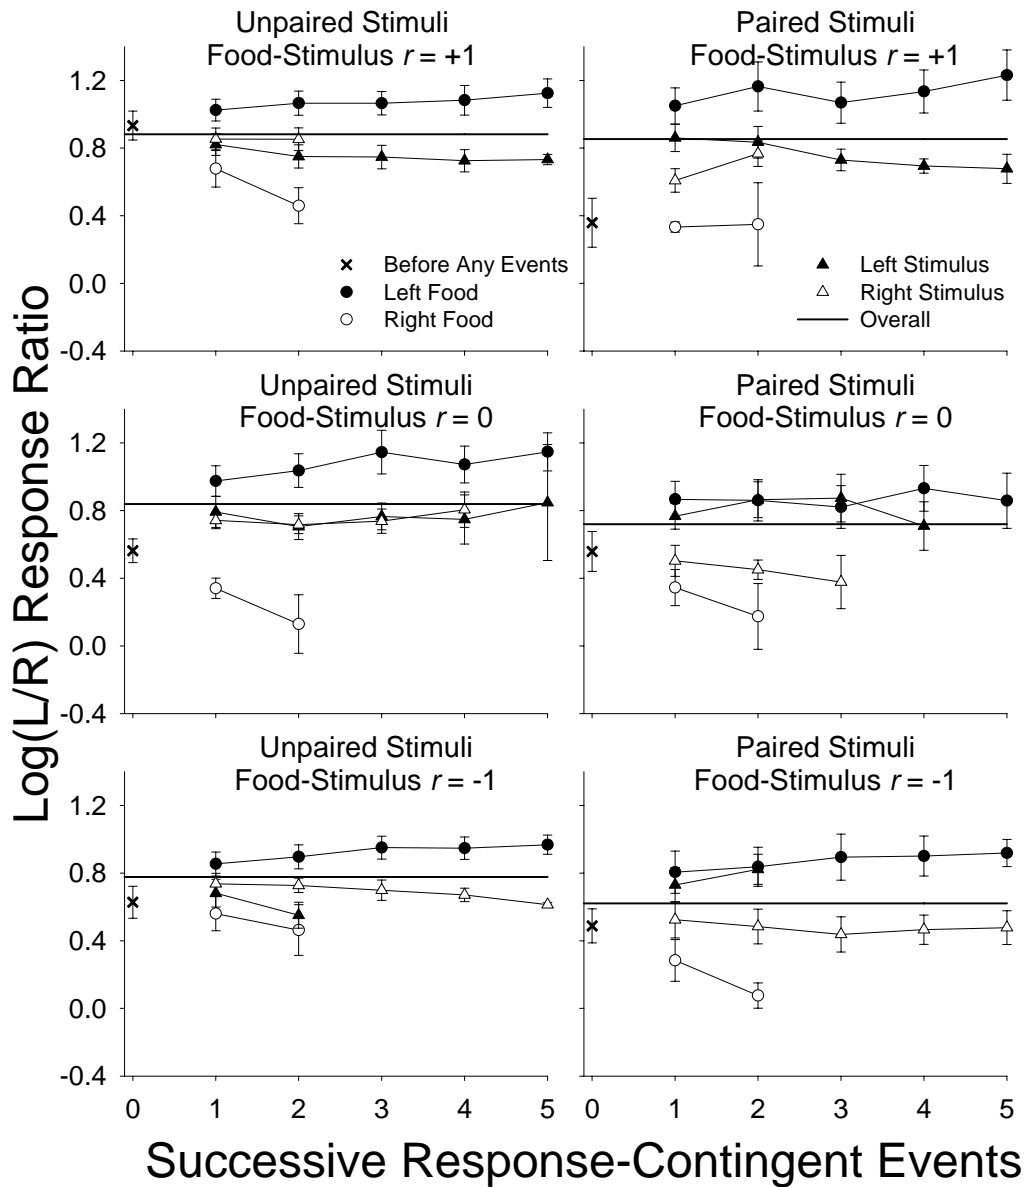 Unpaired Stimuli
Food-Stimulus r = +1
Paired Stimuli
Food-Stimulus r = +1
1.2
0.8
0.4
0.0
-0.4
Before Any Events
Left Food
Right Food
Left Stimulus
Right Stimulus
Overall
Unpaired Stimuli
Food-Stimulus r = 0
Paired Stimuli
Food-Stimulus r = 0
1.2
0.8
0.4
0.0
-0.4
Unpaired Stimuli
Food-Stimulus r = -1
Paired Stimuli
Food-Stimulus r = -1
1.2
0.8
0.4
0.0
-0.4
0 1 2 3 4 5
0 1 2 3 4 5
Log(L/R) Response Ratio
Successive Response-Contingent Events